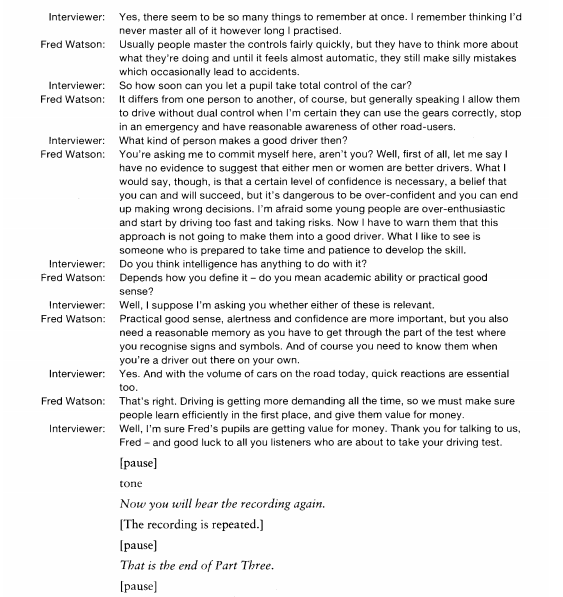 Interviewer: Yes, there seem to be so many things to remember at once. I remember thinking I'd
never master all of it however long I practised.
Fred Watson: Usually people master the controls fairly quickly, but they have to think more about
what they're doing and until it feels almost automatic, they still make silly mistakes
which occasionally lead to accidents.
Interviewer: So how soon can you let a pupil take total control of the car?
Fred Watson: It differs from one person to another, of course, but generally speaking I allow them
to drive without dual control when I'm certain they can use the gears correctly, stop
in an emergency and have reasonable awareness of other road-users.
Interviewer: What kind of person makes a good driver then?
Fred Watson: You're asking me to commit myself here, aren't you? Well, first of all, let me say I
have no evidence to suggest that either men or women are better drivers. What I
would say, though, is that a certain level of confidence is necessary, a belief that
you can and will succeed, but it's dangerous to be over-confident and you can end
up making wrong decisions. I'm afraid some young people are over-enthusiastic
and start by driving too fast and taking risks. Now I have to warn them that this
approach is not going to make them into a good driver. What I like to see is
someone who is prepared to take time and patience to develop the skill.
Interviewer: Do you think intelligence has anything to do with it?
Fred Watson: Depends how you define it – do you mean academic ability or practical good
sense?
Interviewer: Well, I suppose I'm asking you whether either of these is relevant.
Fred Watson: Practical good sense, alertness and confidence are more important, but you also
need a reasonable memory as you have to get through the part of the test where
you recognise signs and symbols. And of course you need to know them when
you're a driver out there on your own.
Interviewer: Yes. And with the volume of cars on the road today, quick reactions are essential
too.
Fred Watson: That's right. Driving is getting more demanding all the time, so we must make sure
people learn efficiently in the first place, and give them value for money.
Interviewer: Well, I'm sure Fred's pupils are getting value for money. Thank you for talking to us,
Fred – and good luck to all you listeners who are about to take your driving test.
[pause]
tone
Now you will hear the recording again.
[The recording is repeated.]
[pause]
That is the end of Part Three.
[pause]